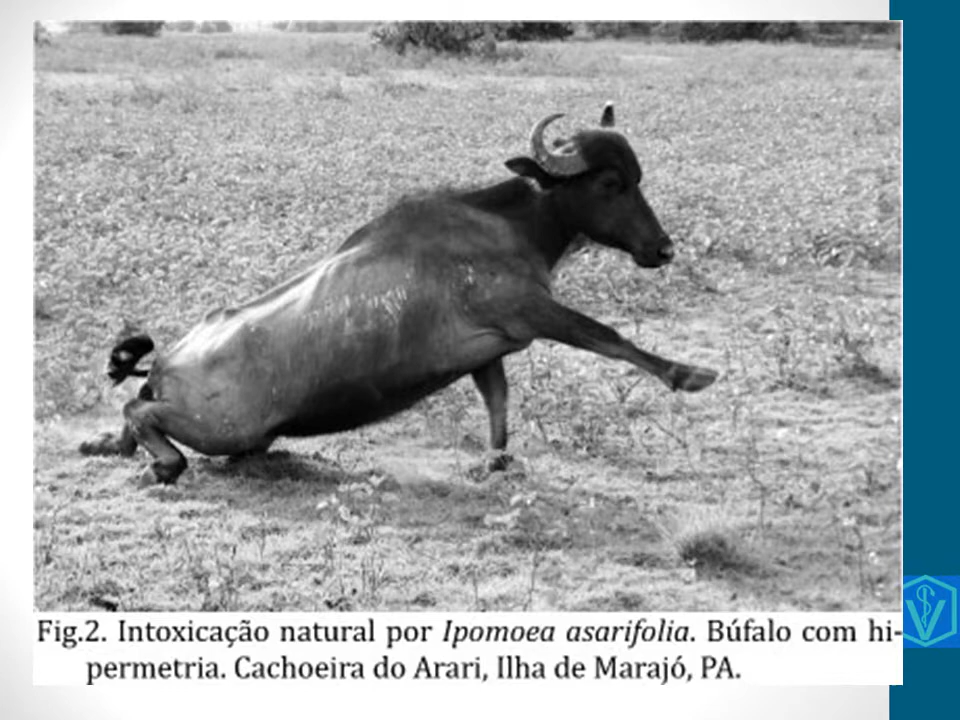 Fig.2. Intoxicação natural por Ipomoea asarifolia. Búfalo com hi-
permetria. Cachoeira do Arari, Ilha de Marajó, PA.